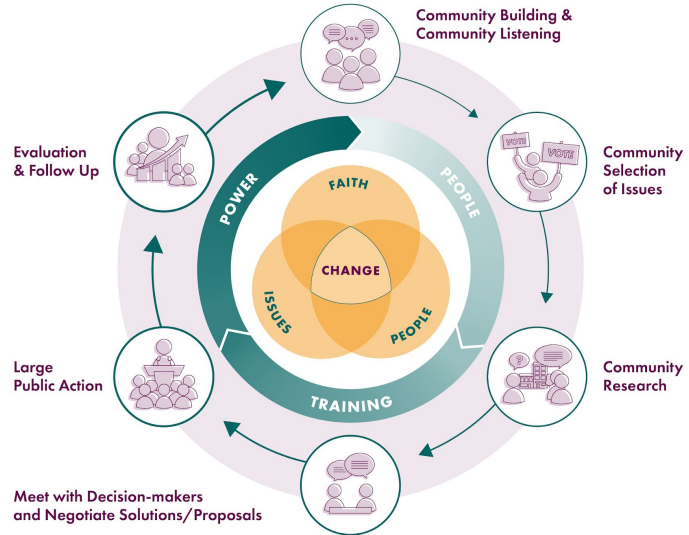 Community Building &
Community Listening
Community
Selection
of Issues
VOTE
VOTE
Community
Research
Meet with Decision-makers
and Negotiate Solutions/Proposals
Large
Public Action
Evaluation
& Follow Up
POWER
PEOPLE
TRAINING
FAITH
CHANGE
ISSUES
PEOPLE
?